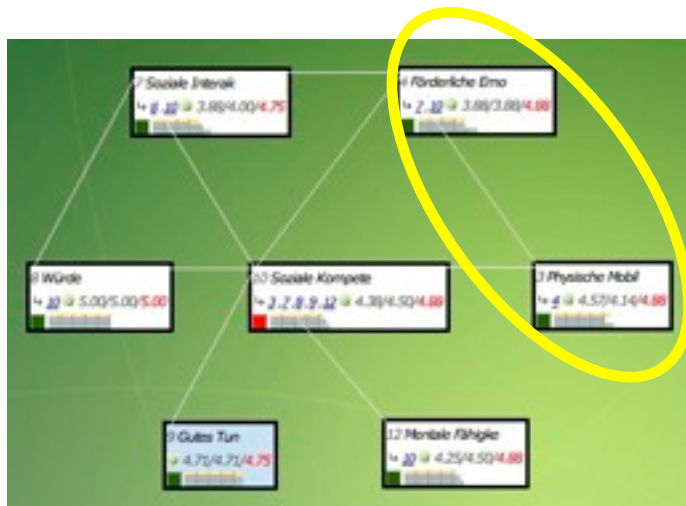 7 Soziale Interak
6, 10 3.88/4.00/4.75
4 Förderliche Emo
7, 10 3.88/3.88/4.88
8 Würde
10 5.00/5.00/5.00
10 Soziale Kompete
3, 7, 8, 9, 12 4.38/4.50/4.88
3 Physische Mobil
4 4.57/4.14/4.88
9 Gutes Tun
4.71/4.71/4.75
12 Mentale Fähigke
10 4.25/4.50/4.88